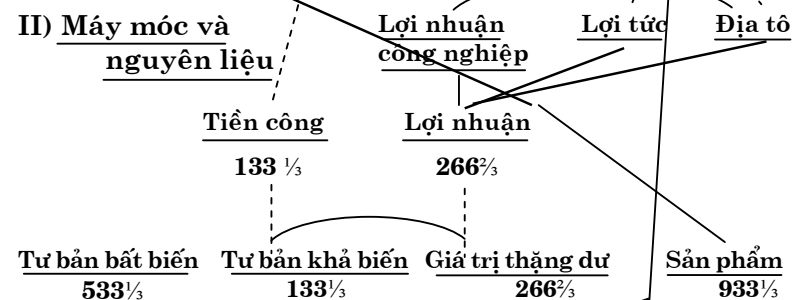 II) Máy móc và
nguyên liệu
Lợi nhuận
công nghiệp
Lợi tức
Địa tô
Tiền công
Lợi nhuận
133 ⅓
266⅔
Tư bản bất biến
Tư bản khả biến
Giá trị thặng dư
Sản phẩm
533⅓
133⅓
266⅔
933⅓